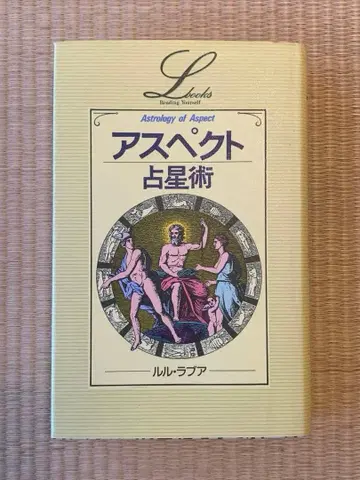 L books
Reading Yourself
Astrology of Aspect
アスペクト
占星術
ルル・ラブア